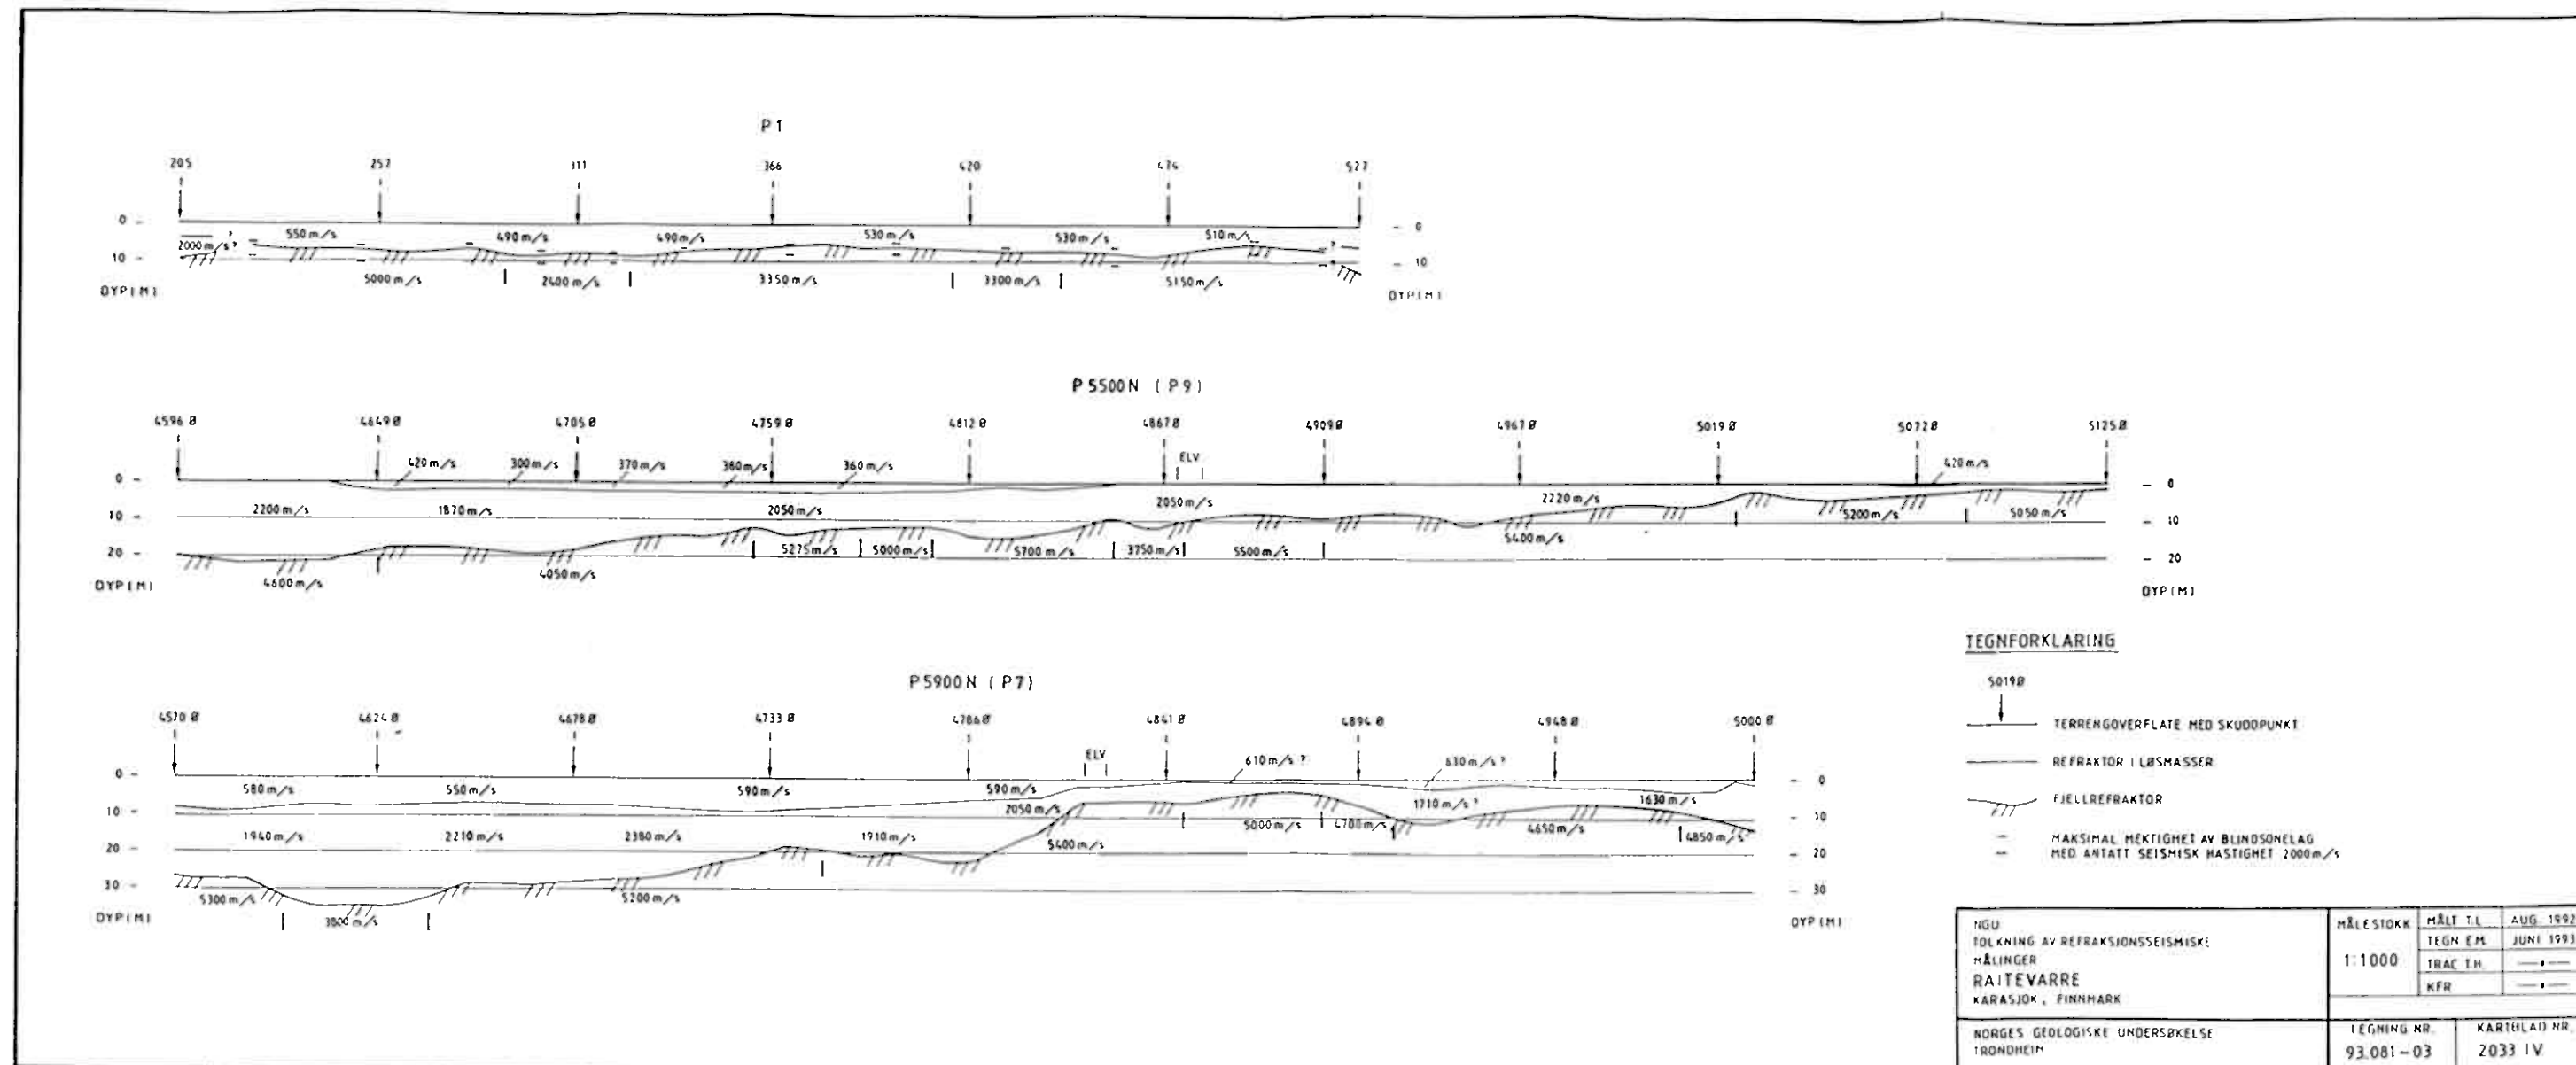 P 1
205 257 311 366 420 474 527
0 - - 0
2000 m/s ? ? 550 m/s 490 m/s 490 m/s 530 m/s 530 m/s 510 m/s ?
10 - - 10
5000 m/s 2400 m/s 3350 m/s 3300 m/s 5150 m/s
DYP (M) DYP (M)
P 5500 N ( P 9 )
4596 Ø 4649 Ø 4705 Ø 4759 Ø 4812 Ø 4867 Ø 4909 Ø 4967 Ø 5019 Ø 5072 Ø 5125 Ø
ELV
420 m/s 300 m/s 370 m/s 360 m/s 360 m/s 420 m/s
0 - - 0
2200 m/s 1870 m/s 2050 m/s 2050 m/s 2220 m/s
10 - - 10
5200 m/s 5050 m/s
5400 m/s
20 - - 20
5275 m/s 5000 m/s 5700 m/s 3750 m/s 5500 m/s
4600 m/s 4050 m/s
DYP (M) DYP (M)
P 5900 N ( P 7 )
4570 Ø 4624 Ø 4678 Ø 4733 Ø 4786 Ø 4841 Ø 4894 Ø 4948 Ø 5000 Ø
ELV
610 m/s ? 630 m/s ?
0 - - 0
580 m/s 550 m/s 590 m/s 590 m/s
2050 m/s 1710 m/s ? 1630 m/s
10 - - 10
5000 m/s 4700 m/s 4650 m/s 4850 m/s
1940 m/s 2210 m/s 2380 m/s 1910 m/s 5400 m/s
20 - - 20
30 - - 30
5300 m/s 3800 m/s 5200 m/s
DYP (M) DYP (M)
TEGNFORKLARING
5019 Ø
TERRENGOVERFLATE MED SKUDDPUNKT
REFRAKTOR I LØSMASSER
FJELLREFRAKTOR
MAKSIMAL MEKTIGHET AV BLINDSONELAG
MED ANTATT SEISMISK HASTIGHET 2000 m/s
NGU
TOLKNING AV REFRAKSJONSSEISMISKE
MÅLINGER
RAITEVARRE
KARASJOK , FINNMARK
MÅLESTOKK
1:1000
MÅLT T.L. AUG. 1992
TEGN E.M. JUNI 1993
TRAC T.H. —•—
KFR —•—
NORGES GEOLOGISKE UNDERSØKELSE
TRONDHEIM
TEGNING NR.
93.081-03
KARTBLAD NR.
2033 IV